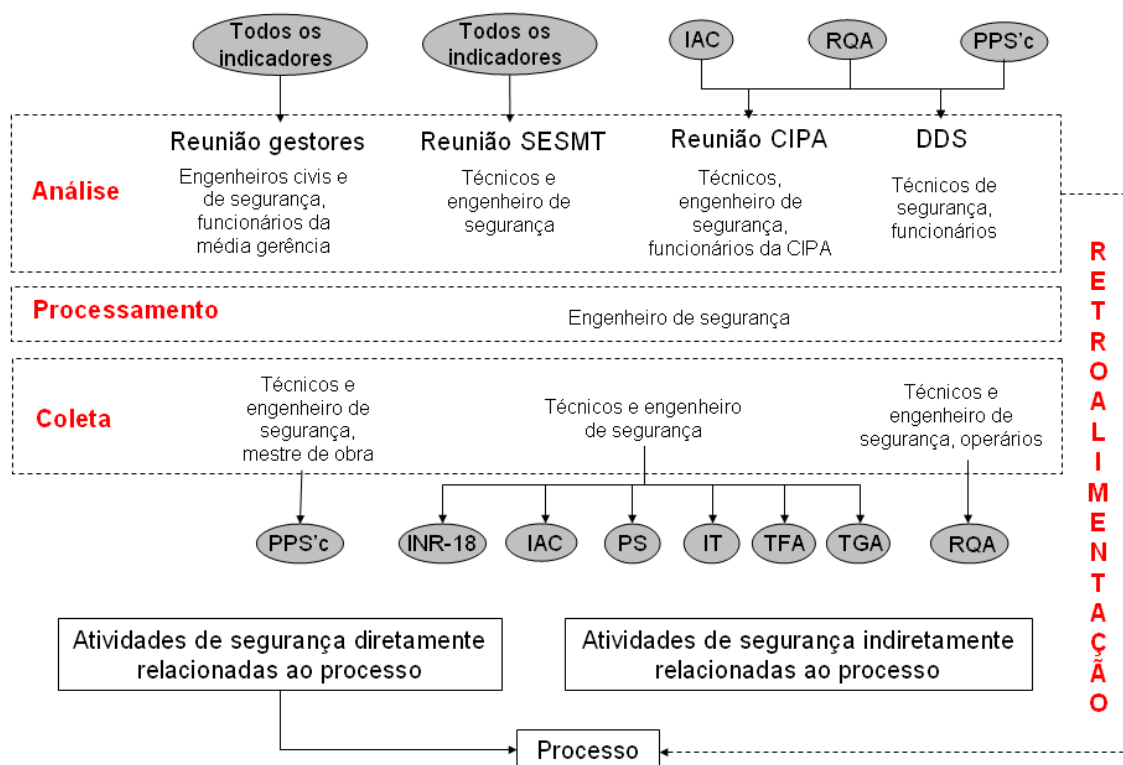 Todos os
indicadores
Todos os
indicadores
IAC
RQA
PPS'c
Análise
Reunião gestores
Engenheiros civis e
de segurança,
funcionários da
média gerência
Reunião SESMT
Técnicos e
engenheiro de
segurança
Reunião CIPA
Técnicos,
engenheiro de
segurança,
funcionários da CIPA
DDS
Técnicos de
segurança,
funcionários
Processamento
Engenheiro de segurança
Coleta
Técnicos e
engenheiro de
segurança,
mestre de obra
Técnicos e engenheiro
de segurança
Técnicos e
engenheiro de
segurança, operários
PPS'c
INR-18
IAC
PS
IT
TFA
TGA
RQA
Atividades de segurança diretamente
relacionadas ao processo
Atividades de segurança indiretamente
relacionadas ao processo
Processo
RETROALIMENTAÇÃO